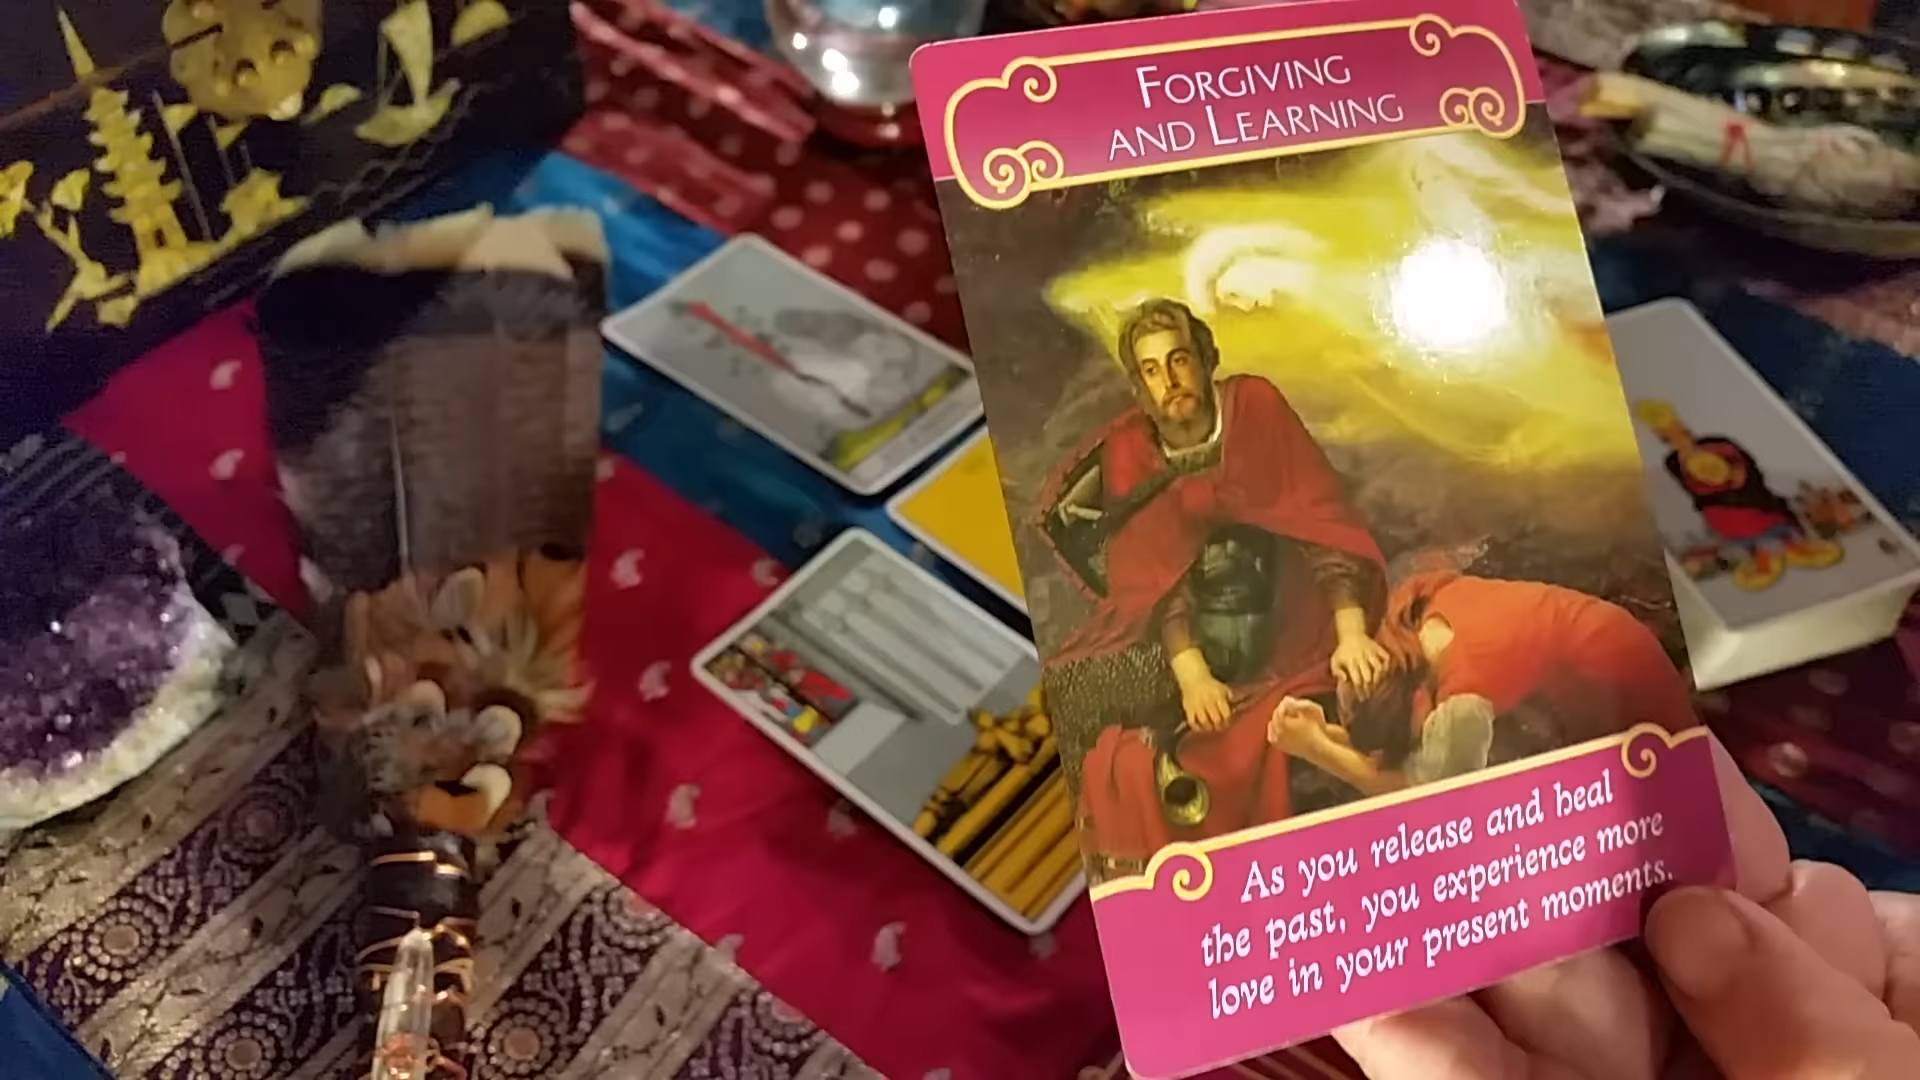 FORGIVING
AND LEARNING
As you release and heal
the past, you experience more
love in your present moments.